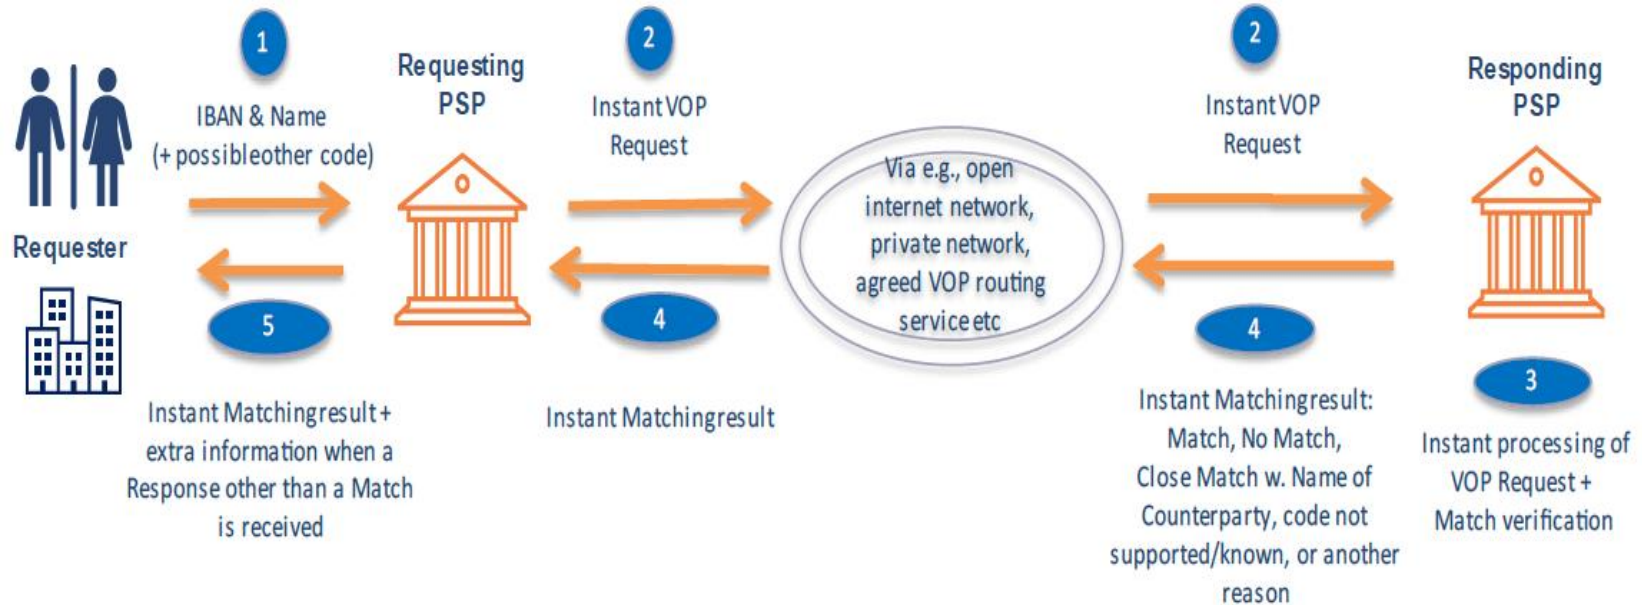 1
IBAN & Name
(+ possibleother code)
Requester
5
Instant Matchingresult +
extra information when a
Response other than a Match
is received
Requesting
PSP
2
Instant VOP
Request
4
Instant Matchingresult
Via e.g., open
internet network,
private network,
agreed VOP routing
service etc
2
Instant VOP
Request
4
Instant Matchingresult:
Match, No Match,
Close Match w. Name of
Counterparty, code not
supported/known, or another
reason
Responding
PSP
3
Instant processing of
VOP Request +
Match verification